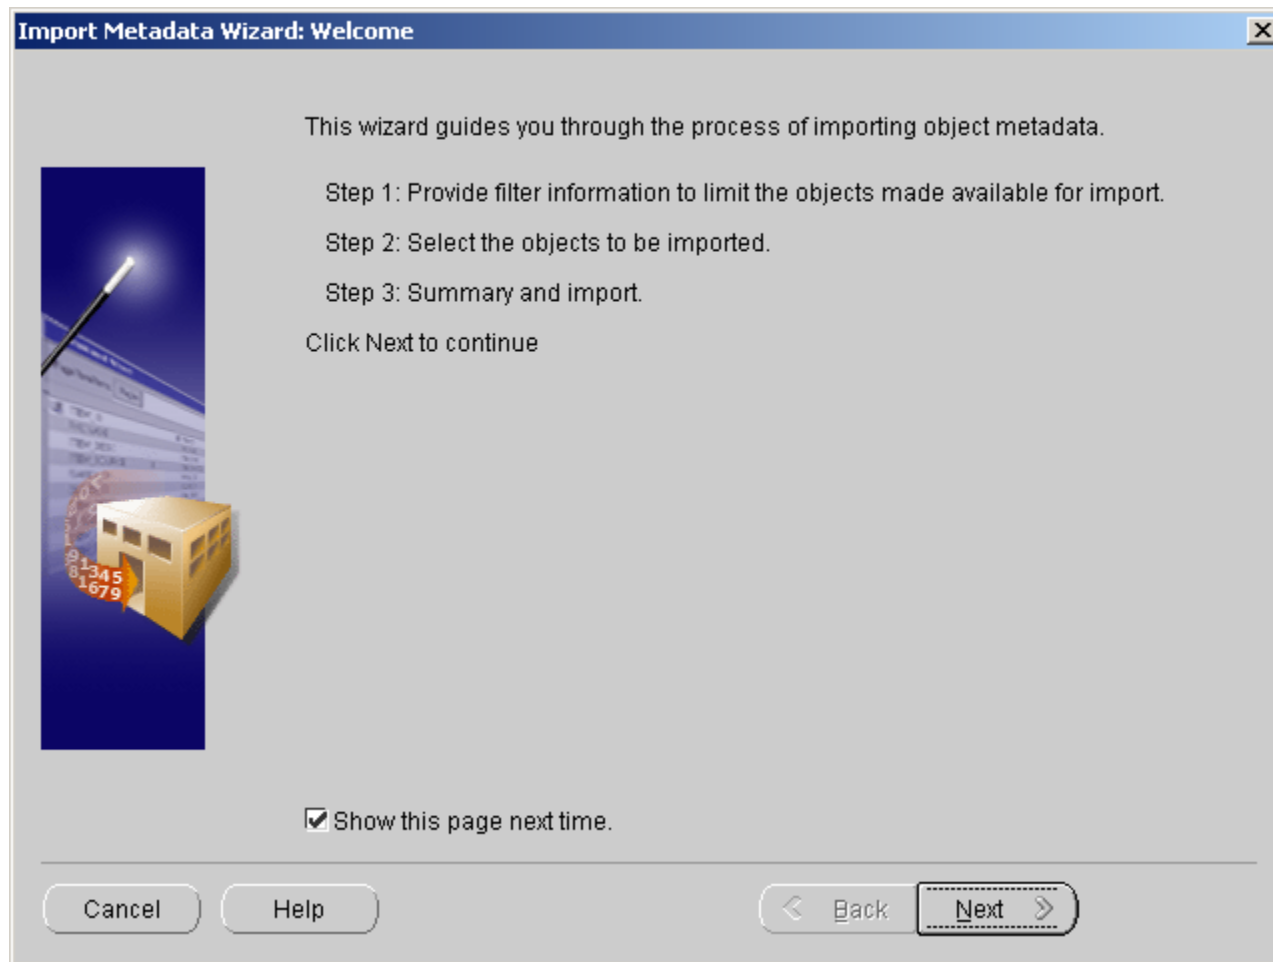 Import Metadata Wizard: Welcome
This wizard guides you through the process of importing object metadata.
Step 1: Provide filter information to limit the objects made available for import.
Step 2: Select the objects to be imported.
Step 3: Summary and import.
Click Next to continue
91345
81679
Show this page next time.
Cancel
Help
Back
Next